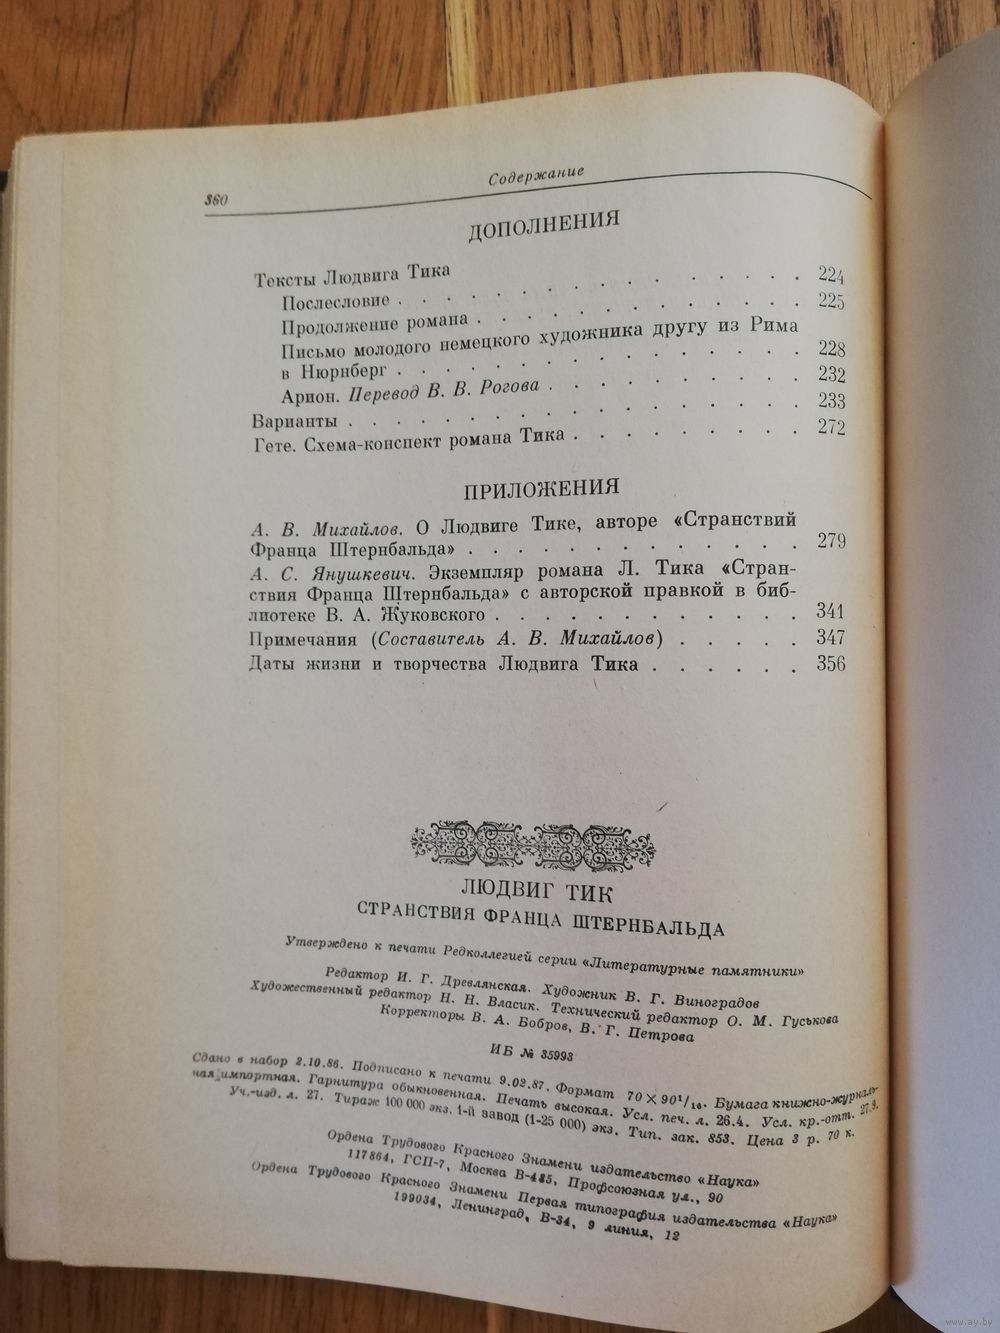 360
Содержание
ДОПОЛНЕНИЯ
Тексты Людвига Тика
Послесловие . . . . . . . . . . . . . . . 224
Продолжение романа . . . . . . . . . . . . 225
Письмо молодого немецкого художника другу из Рима
в Нюрнберг . . . . . . . . . . . . . . . 228
Арион. Перевод В. В. Рогова . . . . . . . . . . 232
Варианты . . . . . . . . . . . . . . . . . 233
Гете. Схема-конспект романа Тика . . . . . . . . . 272
ПРИЛОЖЕНИЯ
А. В. Михайлов. О Людвиге Тике, авторе «Странствий
Франца Штернбальда» . . . . . . . . . . . . . 279
А. С. Янушкевич. Экземпляр романа Л. Тика «Стран-
ствия Франца Штернбальда» с авторской правкой в биб-
лиотеке В. А. Жуковского . . . . . . . . . . . . 341
Примечания (Составитель А. В. Михайлов) . . . . . 347
Даты жизни и творчества Людвига Тика . . . . . . 356
ЛЮДВИГ ТИК
СТРАНСТВИЯ ФРАНЦА ШТЕРНБАЛЬДА
Утверждено к печати Редколлегией серии «Литературные памятники»
Редактор И. Г. Древлянская. Художник В. Г. Виноградов
Художественный редактор Н. Н. Власик. Технический редактор О. М. Гуськова
Корректоры В. А. Бобров, В. Г. Петрова
ИБ № 35993
Сдано в набор 2.10.86. Подписано к печати 9.02.87. Формат 70×90 1/16. Бумага книжно-журналь-
ная импортная. Гарнитура обыкновенная. Печать высокая. Усл. печ. л. 26.4. Усл. кр.-отт. 27.9.
Уч.-изд. л. 27. Тираж 100 000 экз. 1-й завод (1-25 000) экз. Тип. зак. 853. Цена 3 р. 70 к.
Ордена Трудового Красного Знамени издательство «Наука»
117864, ГСП-7, Москва В-485, Профсоюзная ул., 90
Ордена Трудового Красного Знамени Первая типография издательства «Наука»
199034, Ленинград, В-34, 9 линия, 12
www.ay.by